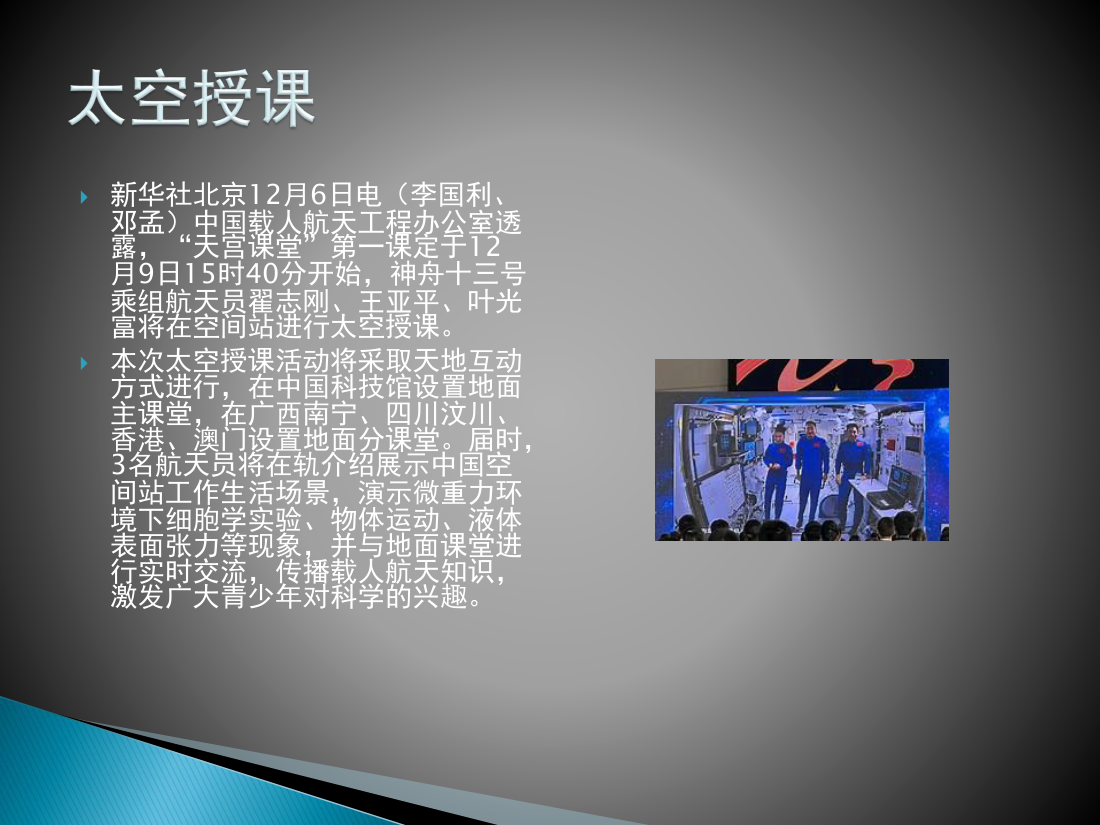 太空授课
新华社北京12月6日电（李国利、
邓孟）中国载人航天工程办公室透
露，“天宫课堂”第一课定于12
月9日15时40分开始，神舟十三号
乘组航天员翟志刚、王亚平、叶光
富将在空间站进行太空授课。
本次太空授课活动将采取天地互动
方式进行，在中国科技馆设置地面
主课堂，在广西南宁、四川汶川、
香港、澳门设置地面分课堂。届时，
3名航天员将在轨介绍展示中国空
间站工作生活场景，演示微重力环
境下细胞学实验、物体运动、液体
表面张力等现象，并与地面课堂进
行实时交流，传播载人航天知识，
激发广大青少年对科学的兴趣。